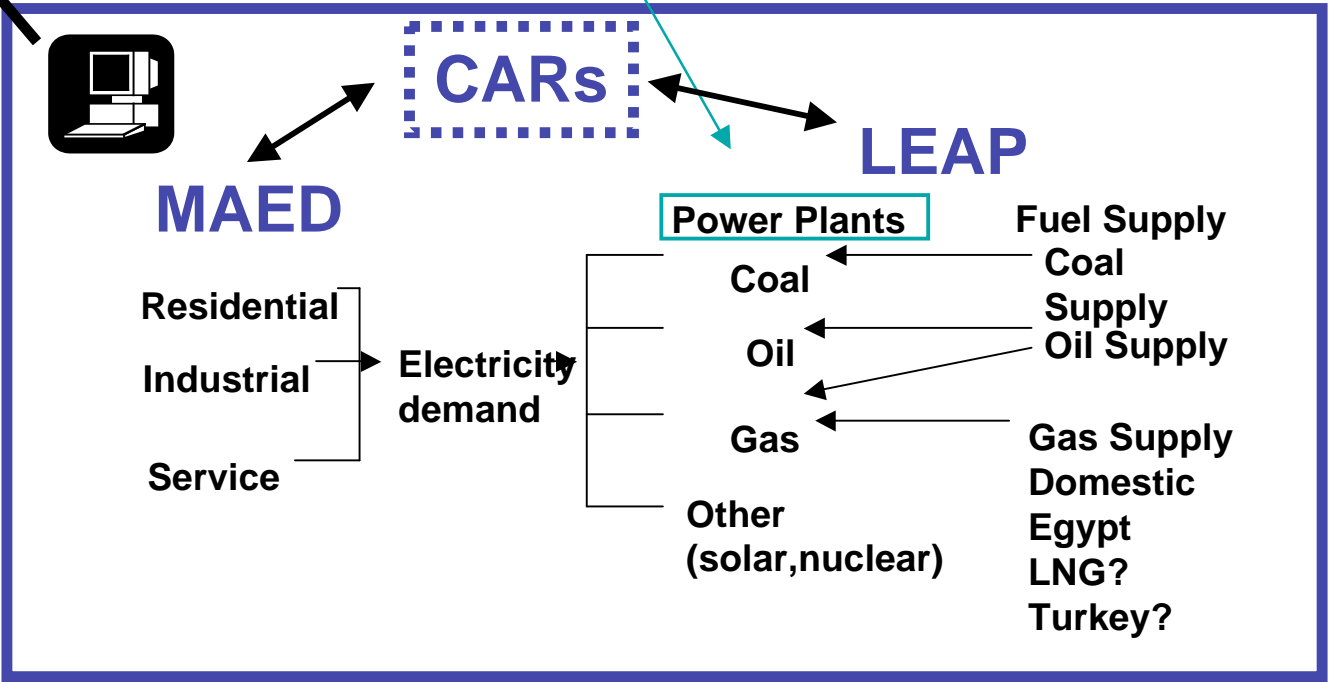 CARs
LEAP
MAED
Power Plants
Fuel Supply
Coal
Coal
Supply
Residential
Oil
Oil Supply
Industrial
Electricity
demand
Gas
Gas Supply
Service
Domestic
Other
Egypt
(solar,nuclear)
LNG?
Turkey?